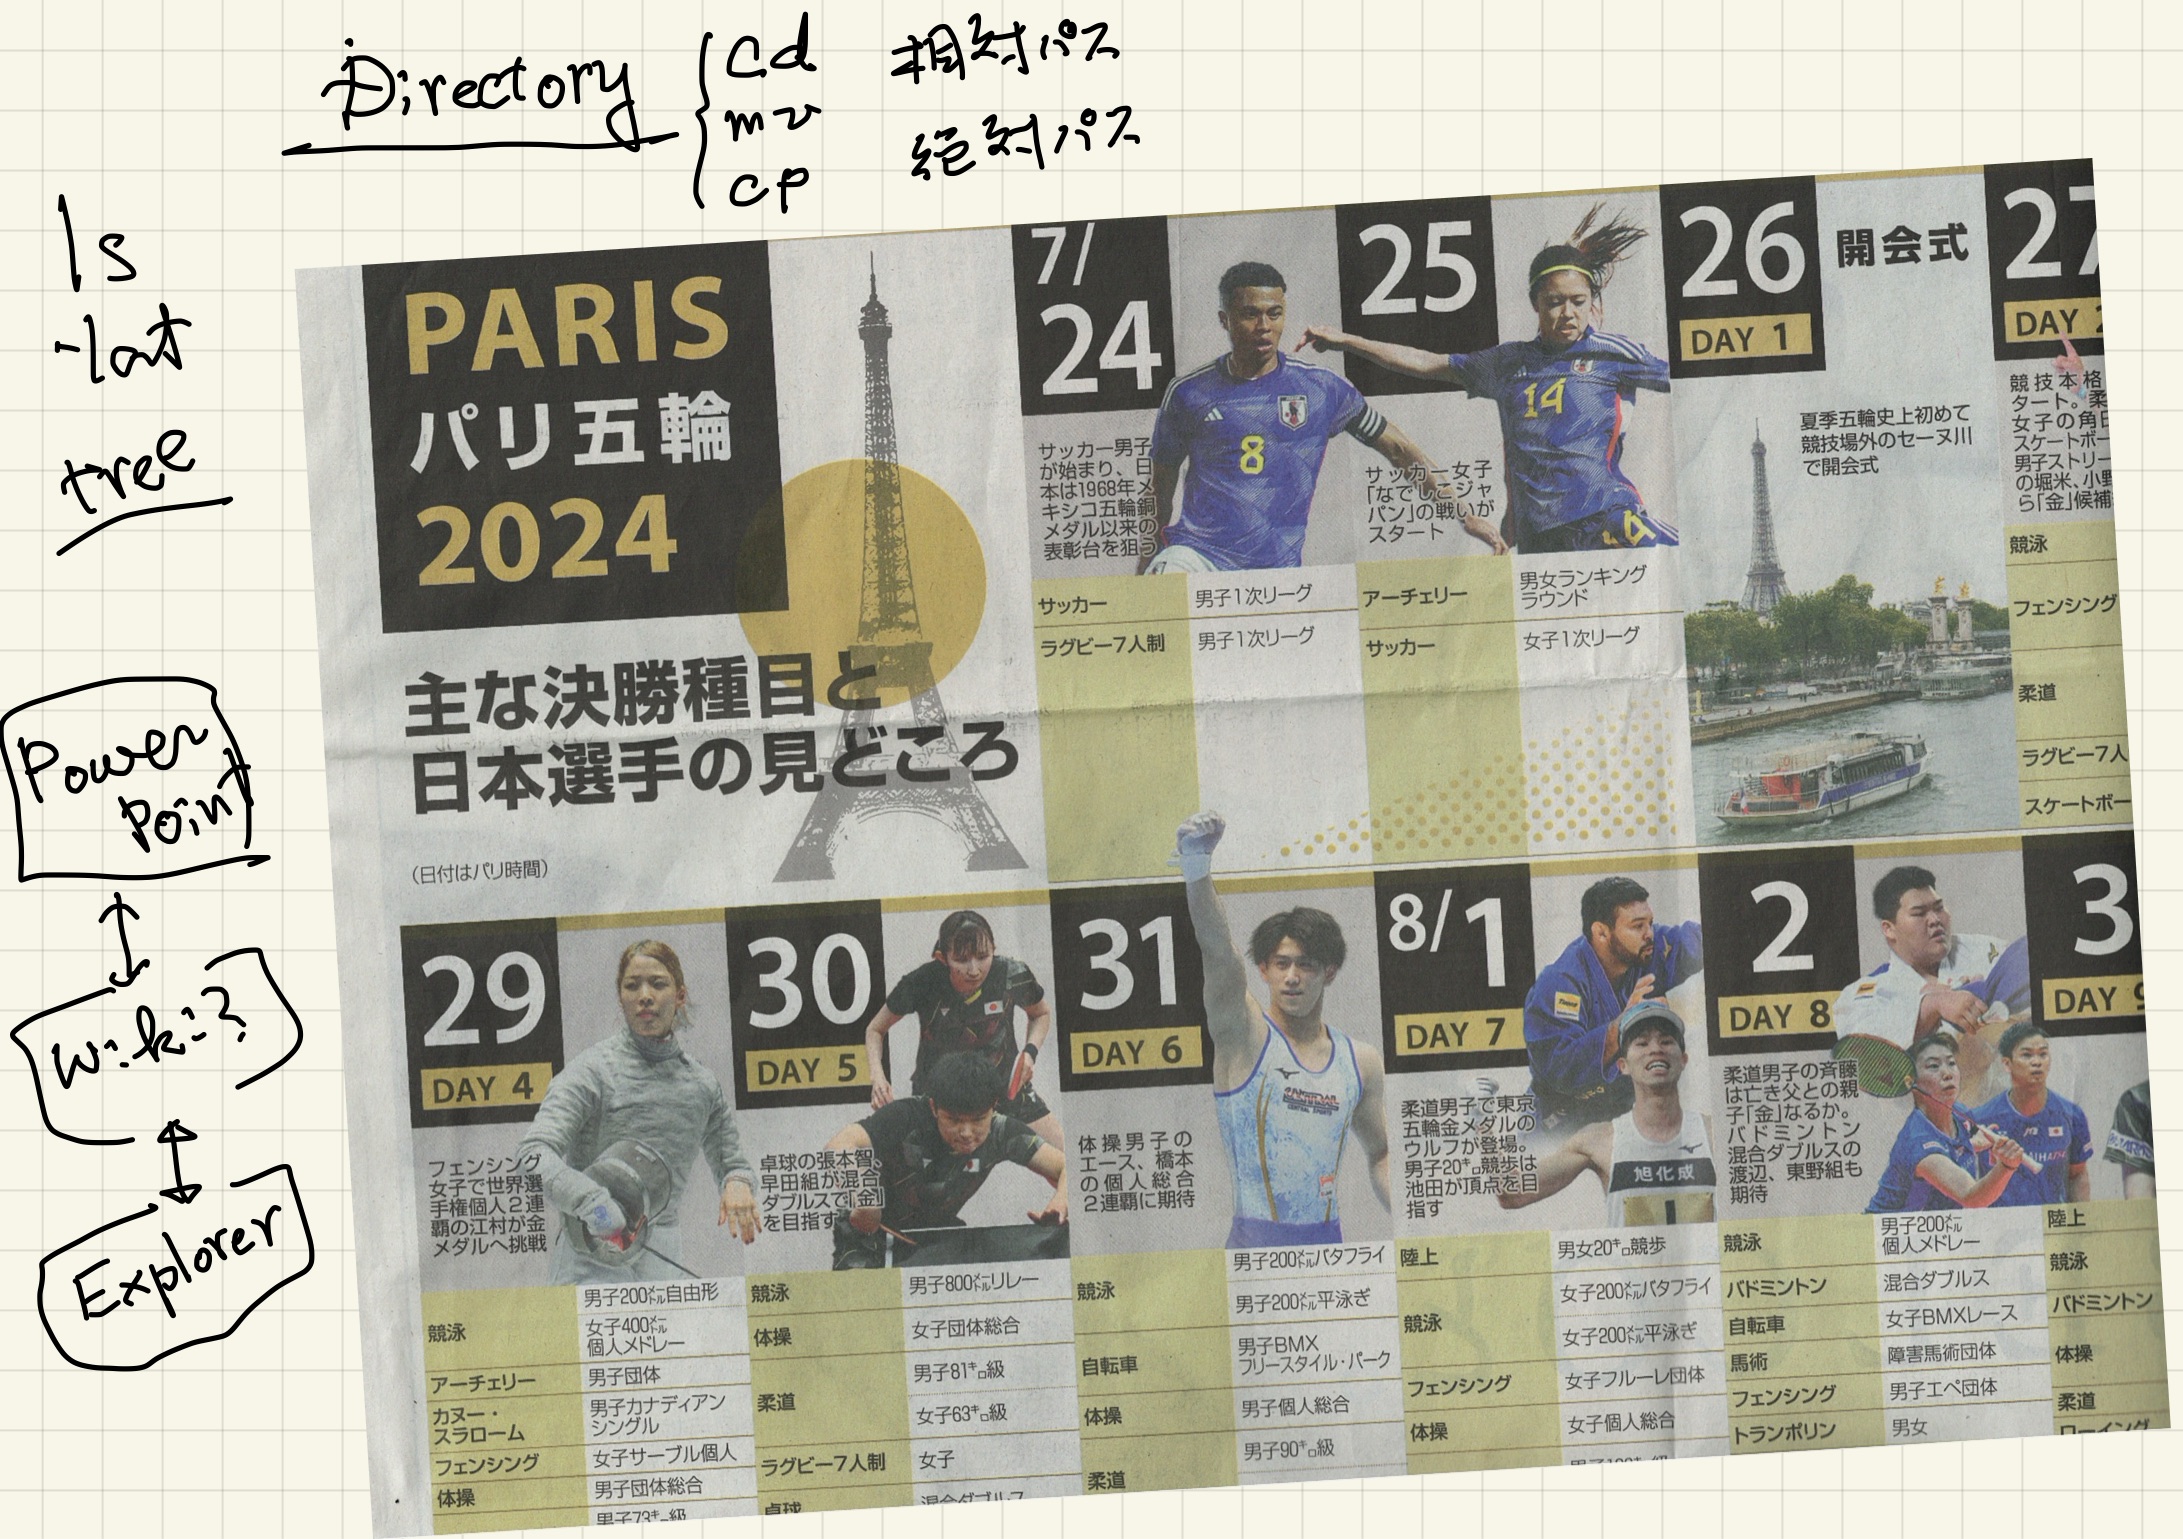 Directory
cd
mv
cp
相対パス
絶対パス
ls
-lat
tree
Power
Point
wiki?
Explorer
PARIS
パリ五輪
2024
主な決勝種目と
日本選手の見どころ
(日付はパリ時間)
7/
24
8
サッカー男子
が始まり、日
本は1968年メ
キシコ五輪銅
メダル以来の
表彰台を狙う
サッカー 男子1次リーグ
ラグビー7人制 男子1次リーグ
25
14
サッカー女子
「なでしこジャ
パン」の戦いが
スタート
アーチェリー 男女ランキング
ラウンド
サッカー 女子1次リーグ
26
DAY 1
開会式
夏季五輪史上初めて
競技場外のセーヌ川
で開会式
27
DAY 2
競技本格
タート。柔
女子の角田
スケートボー
男子ストリー
の堀米、小野
ら「金」候補
競泳
フェンシング
柔道
ラグビー7人
スケートボー
29
DAY 4
フェンシング
女子で世界選
手権個人2連
覇の江村が金
メダルへ挑戦
競泳
男子200㍍自由形
女子400㍍
個人メドレー
アーチェリー 男子団体
カヌー・
スラローム
男子カナディアン
シングル
フェンシング 女子サーブル個人
体操 男子団体総合
男子73㌔級
30
DAY 5
卓球の張本智、
早田組が混合
ダブルスで「金」
を目指す
競泳 男子800㍍リレー
体操 女子団体総合
柔道
男子81㌔級
女子63㌔級
ラグビー7人制 女子
卓球 混合ダブルス
31
DAY 6
体操男子の
エース、橋本
の個人総合
2連覇に期待
競泳
男子200㍍バタフライ
男子200㍍平泳ぎ
自転車
男子BMX
フリースタイル・パーク
体操 男子個人総合
柔道
男子90㌔級
8/1
DAY 7
柔道男子で東京
五輪金メダルの
ウルフが登場。
男子20㌔競歩は
池田が頂点を目
指す
旭化成
陸上 男女20㌔競歩
競泳
女子200㍍バタフライ
女子200㍍平泳ぎ
フェンシング 女子フルーレ団体
体操 女子個人総合
2
DAY 8
柔道男子の斉藤
は亡き父との親
子「金」なるか。
バドミントン
混合ダブルスの
渡辺、東野組も
期待
競泳 男子200㍍
個人メドレー
バドミントン 混合ダブルス
自転車 女子BMXレース
馬術 障害馬術団体
フェンシング 男子エペ団体
トランポリン 男女
3
DAY 9
陸上
競泳
バドミントン
体操
柔道
ローイング